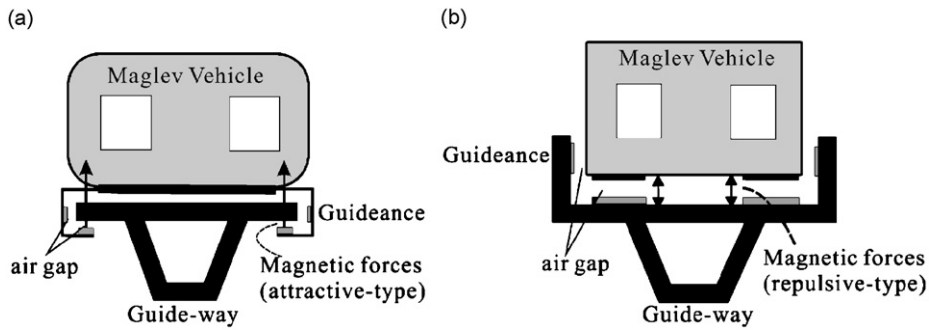 (a)
Maglev Vehicle
Guideance
air gap
Magnetic forces
(attractive-type)
Guide-way
(b)
Maglev Vehicle
Guideance
air gap
Magnetic forces
(repulsive-type)
Guide-way